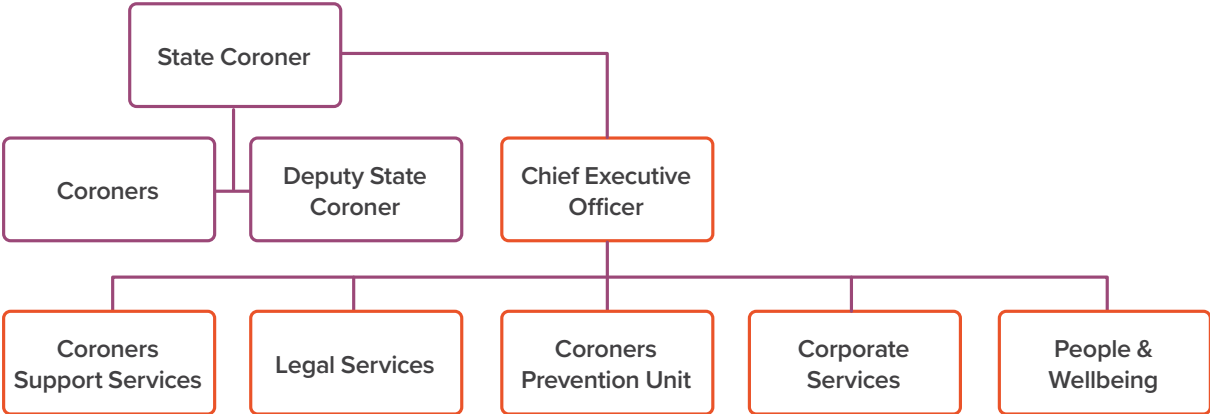 State Coroner
Coroners
Deputy State
Coroner
Chief Executive
Officer
Coroners
Support Services
Legal Services
Coroners
Prevention Unit
Corporate
Services
People &
Wellbeing